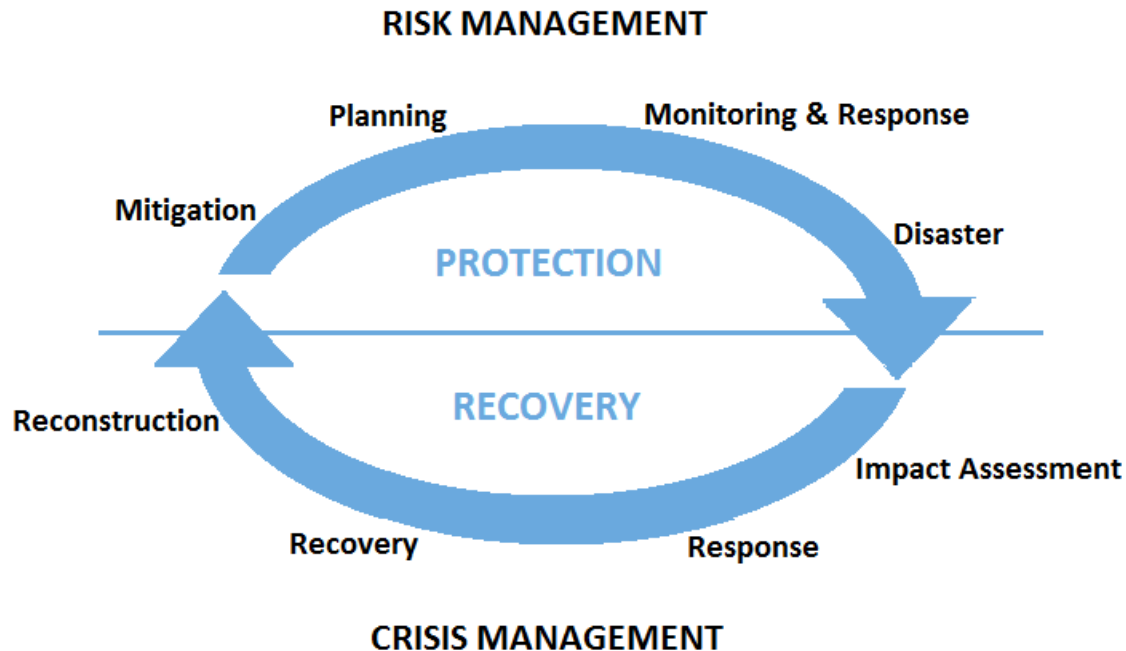 RISK MANAGEMENT
Planning
Monitoring & Response
Mitigation
Disaster
PROTECTION
RECOVERY
Reconstruction
Impact Assessment
Recovery
Response
CRISIS MANAGEMENT